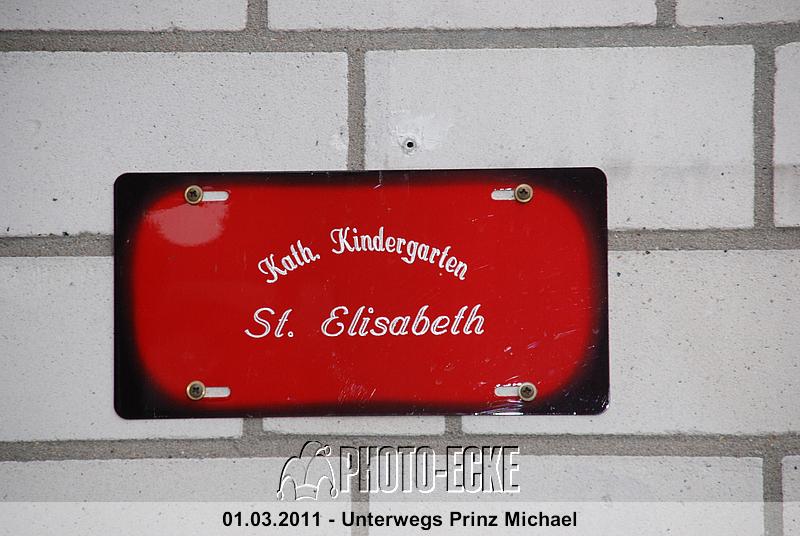 Kath. Kindergarten
St. Elisabeth
PHOTO-ECKE
01.03.2011 - Unterwegs Prinz Michael